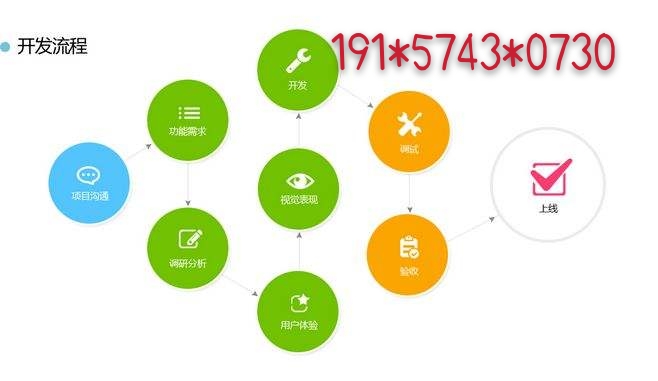 开发流程
191*5743*0730
项目沟通
功能需求
调研分析
用户体验
视觉表现
开发
调试
验收
上线